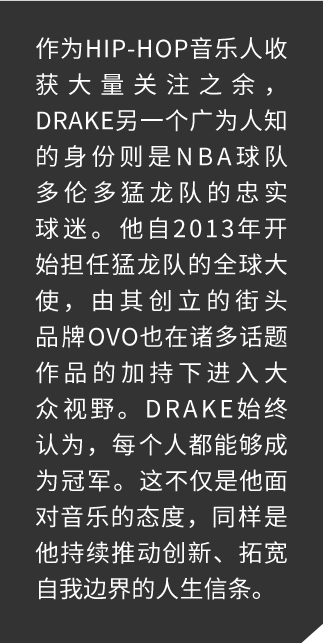 作为HIP-HOP音乐人收
获大量关注之余，
DRAKE另一个广为人知
的身份则是NBA球队
多伦多猛龙队的忠实
球迷。他自2013年开
始担任猛龙队的全球大
使，由其创立的街头
品牌OVO也在诸多话题
作品的加持下进入大
众视野。DRAKE始终
认为，每个人都能够成
为冠军。这不仅是他面
对音乐的态度，同样是
他持续推动创新、拓宽
自我边界的人生信条。